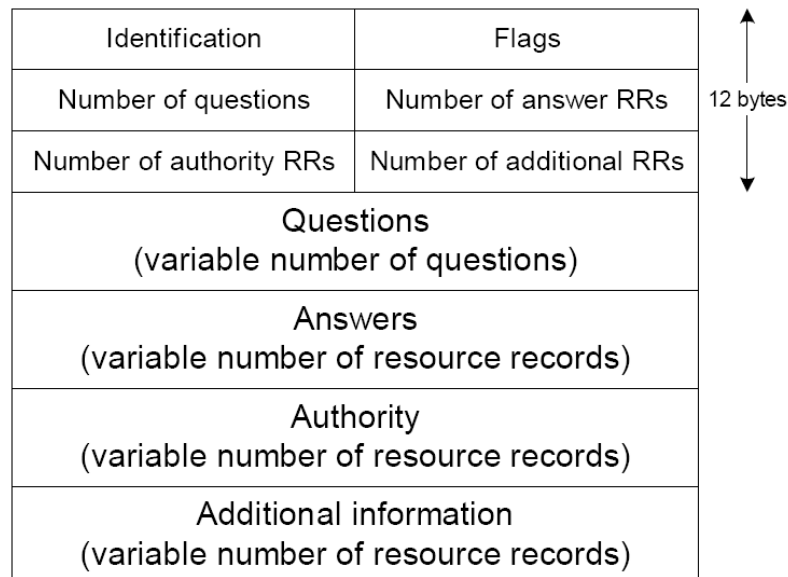 Identification
Flags
Number of questions
Number of answer RRs
12 bytes
Number of authority RRs
Number of additional RRs
Questions
(variable number of questions)
Answers
(variable number of resource records)
Authority
(variable number of resource records)
Additional information
(variable number of resource records)